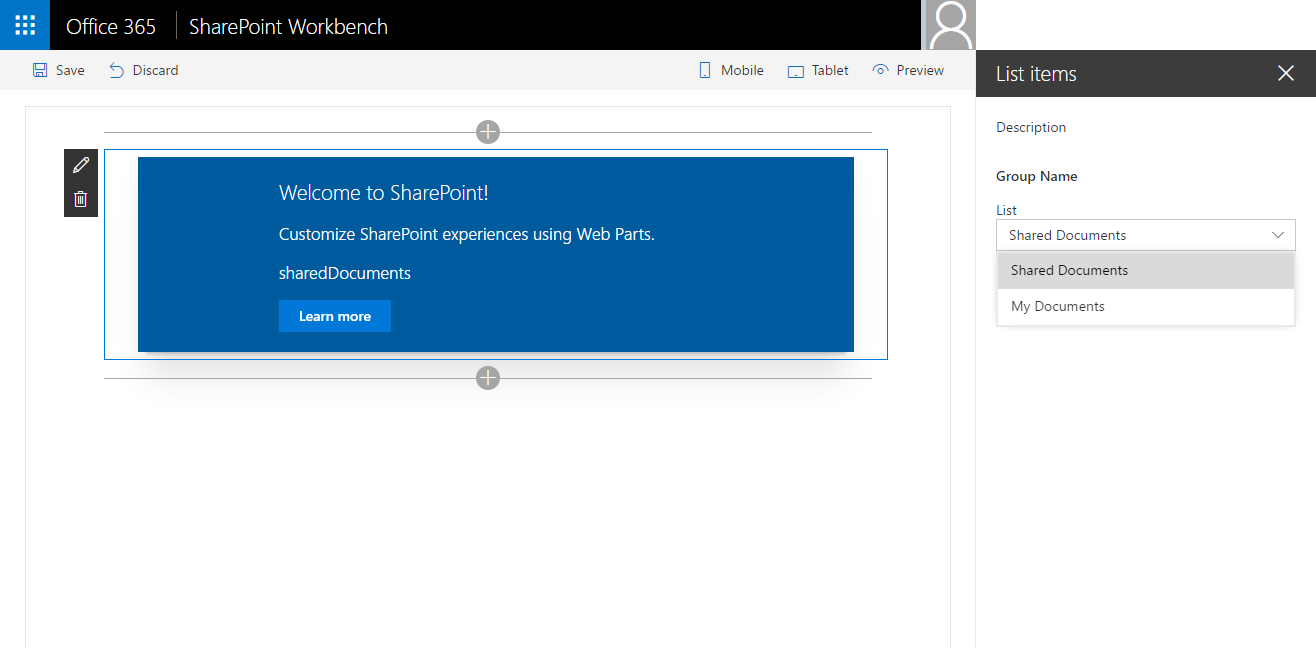 Office 365 SharePoint Workbench
Save Discard Mobile Tablet Preview
Welcome to SharePoint!
Customize SharePoint experiences using Web Parts.
sharedDocuments
Learn more
List items
Description
Group Name
List
Shared Documents
Shared Documents
My Documents